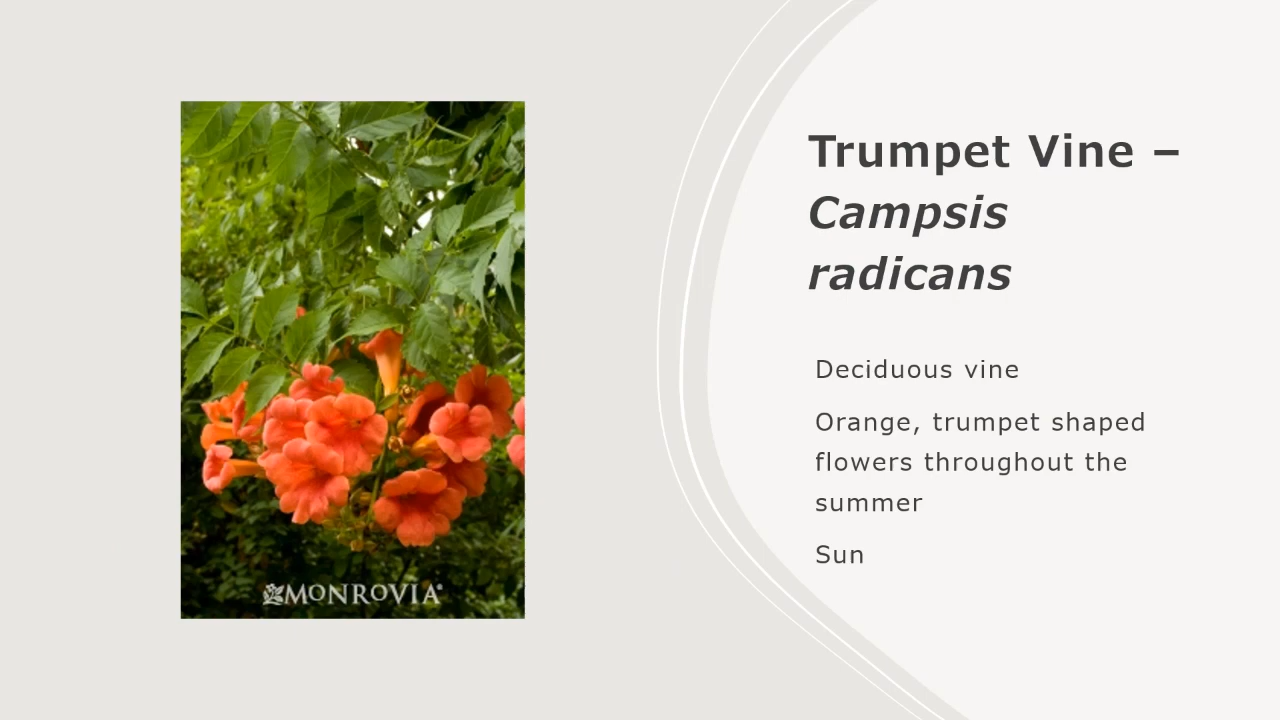 Trumpet Vine –
Campsis
radicans
Deciduous vine
Orange, trumpet shaped
flowers throughout the
summer
Sun
MONROVIA®